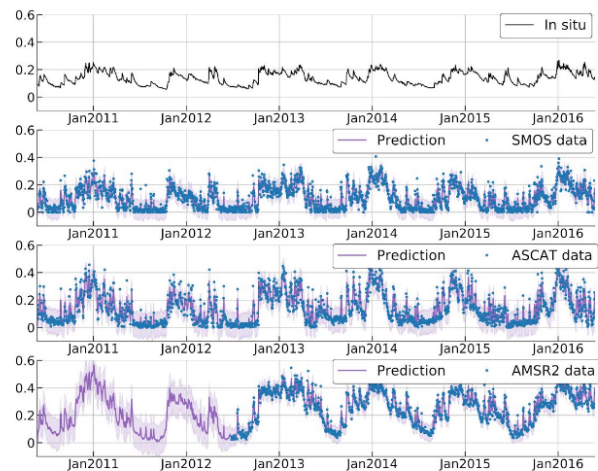 0.6
In situ
0.4
0.2
0
Jan2011 Jan2012 Jan2013 Jan2014 Jan2015 Jan2016
0.6
Prediction SMOS data
0.4
0.2
0
Jan2011 Jan2012 Jan2013 Jan2014 Jan2015 Jan2016
0.6
Prediction ASCAT data
0.4
0.2
0
Jan2011 Jan2012 Jan2013 Jan2014 Jan2015 Jan2016
0.6
Prediction AMSR2 data
0.4
0.2
0
Jan2011 Jan2012 Jan2013 Jan2014 Jan2015 Jan2016